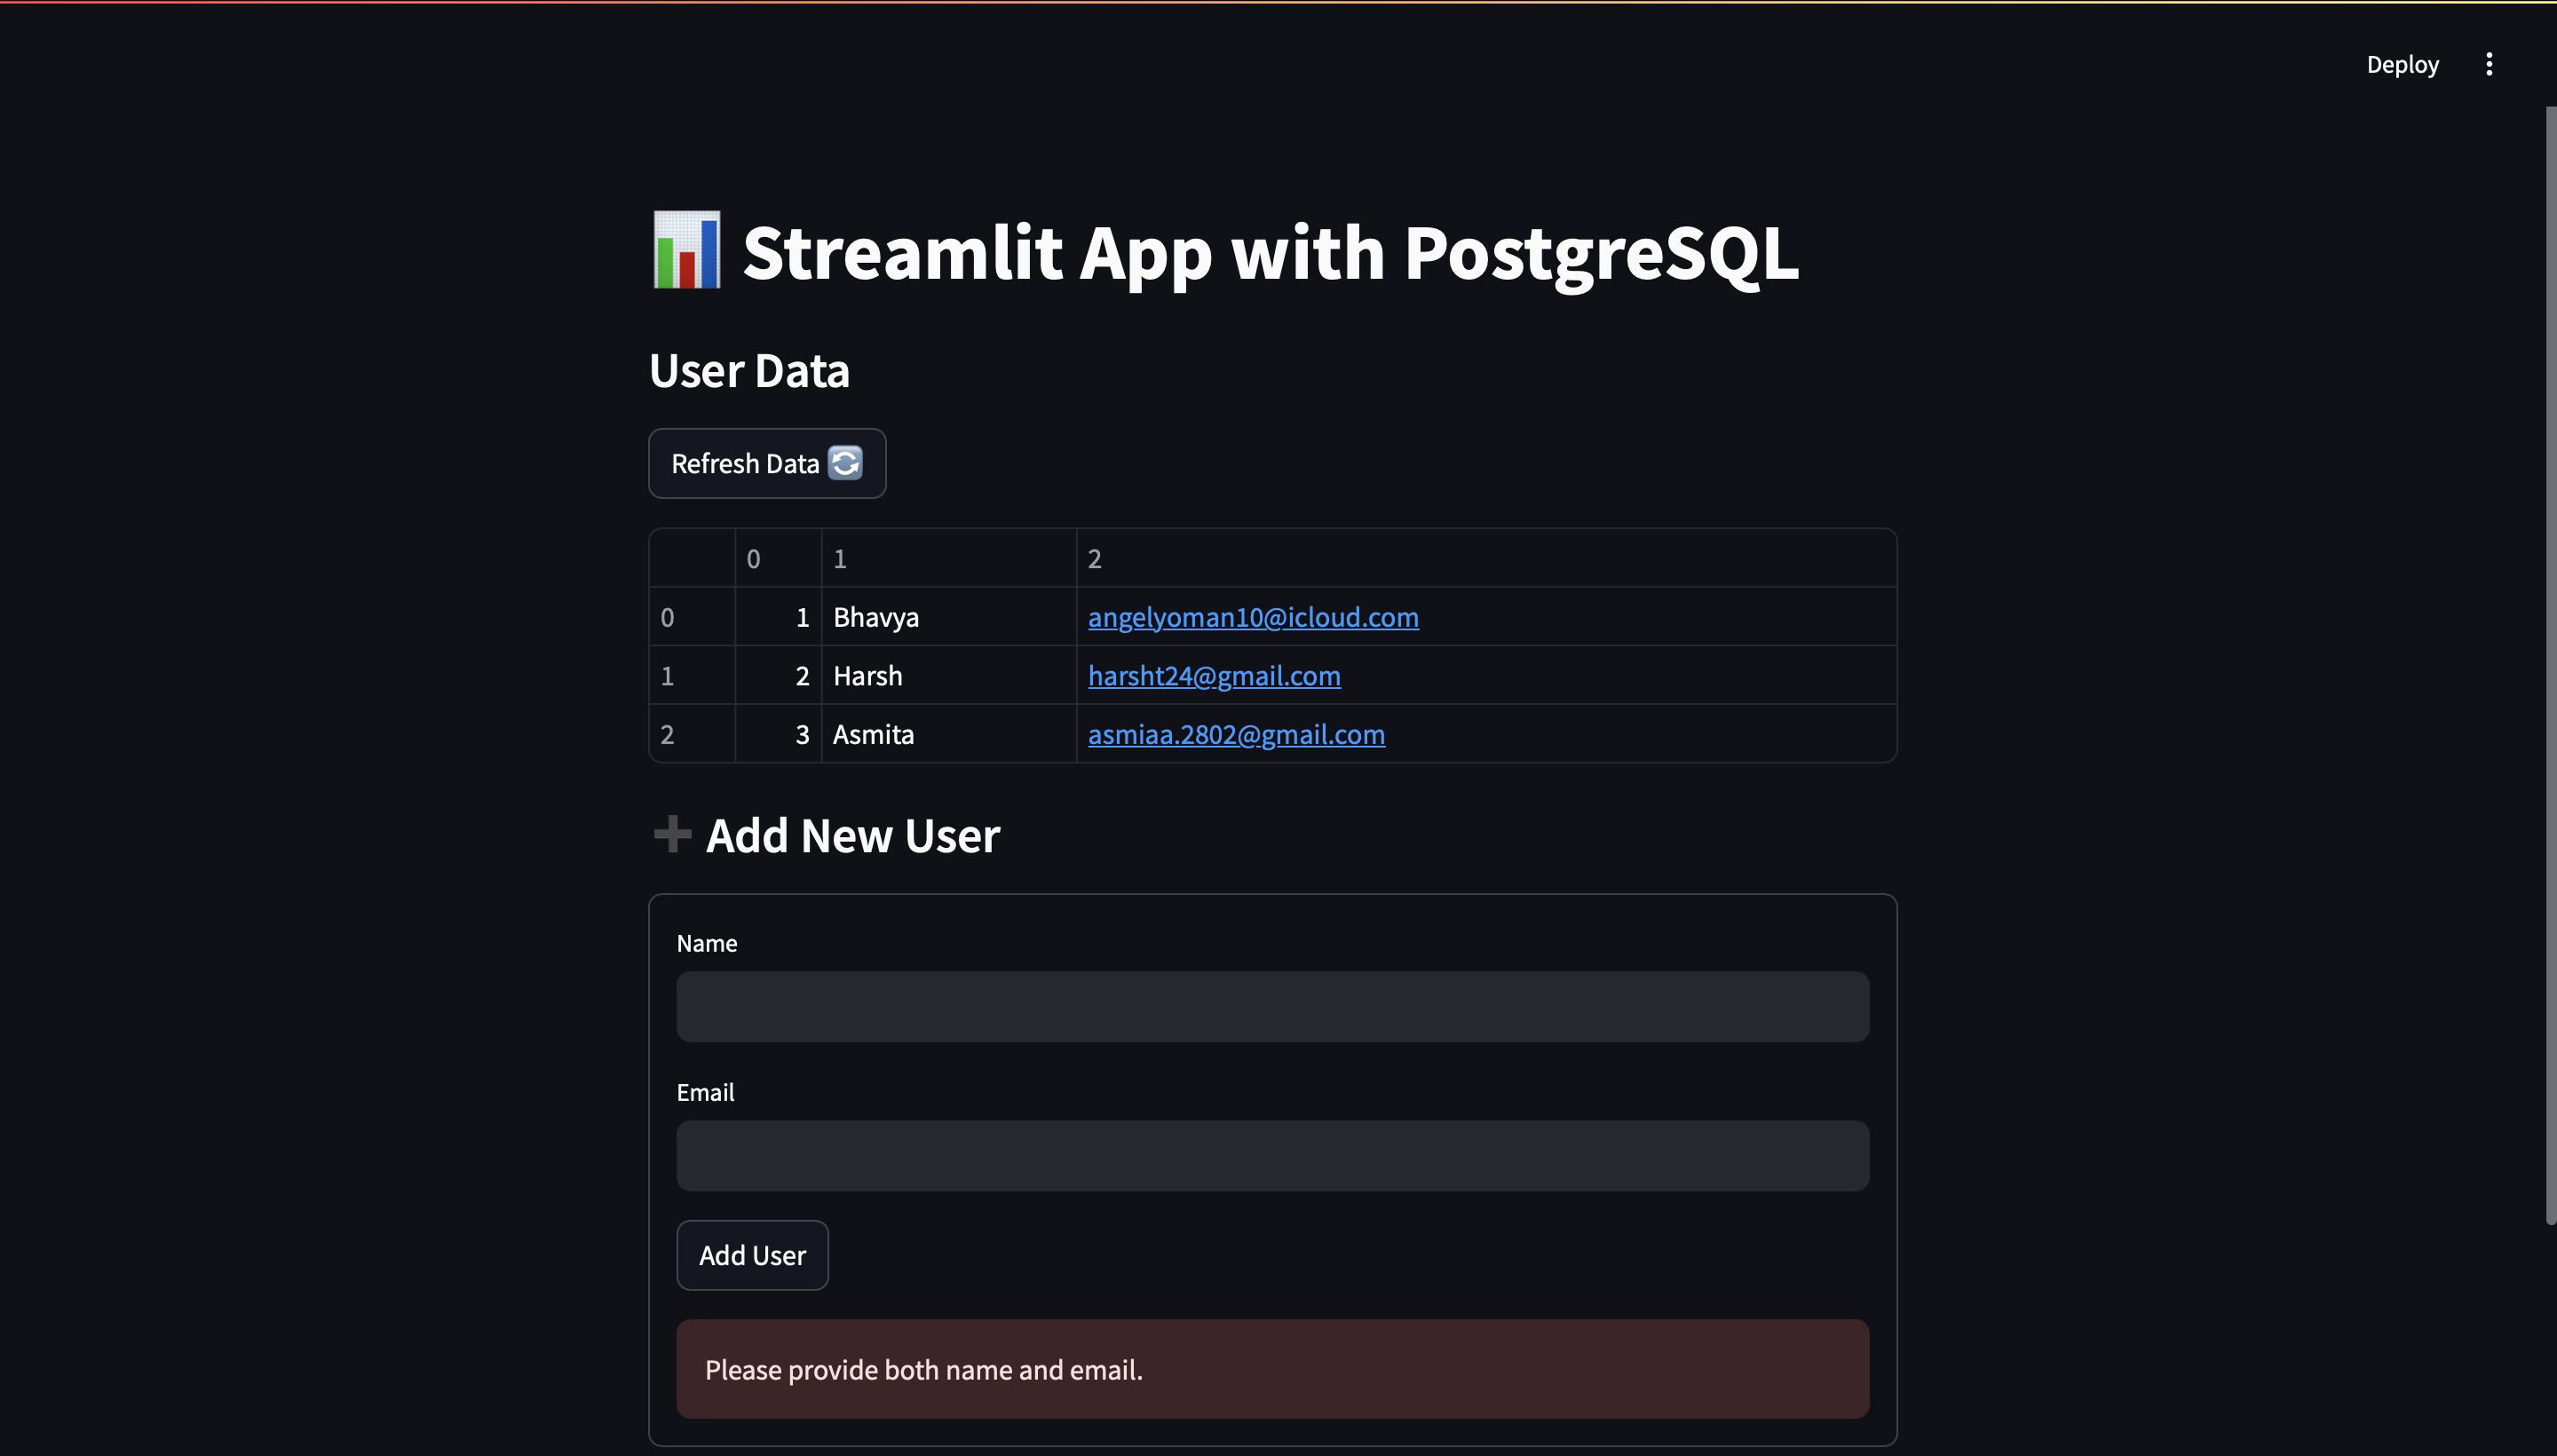 Deploy
Streamlit App with PostgreSQL
User Data
Refresh Data
0 1 2
0 1 Bhavya angelyoman10@icloud.com
1 2 Harsh harsht24@gmail.com
2 3 Asmita asmiaa.2802@gmail.com
Add New User
Name
Email
Add User
Please provide both name and email.